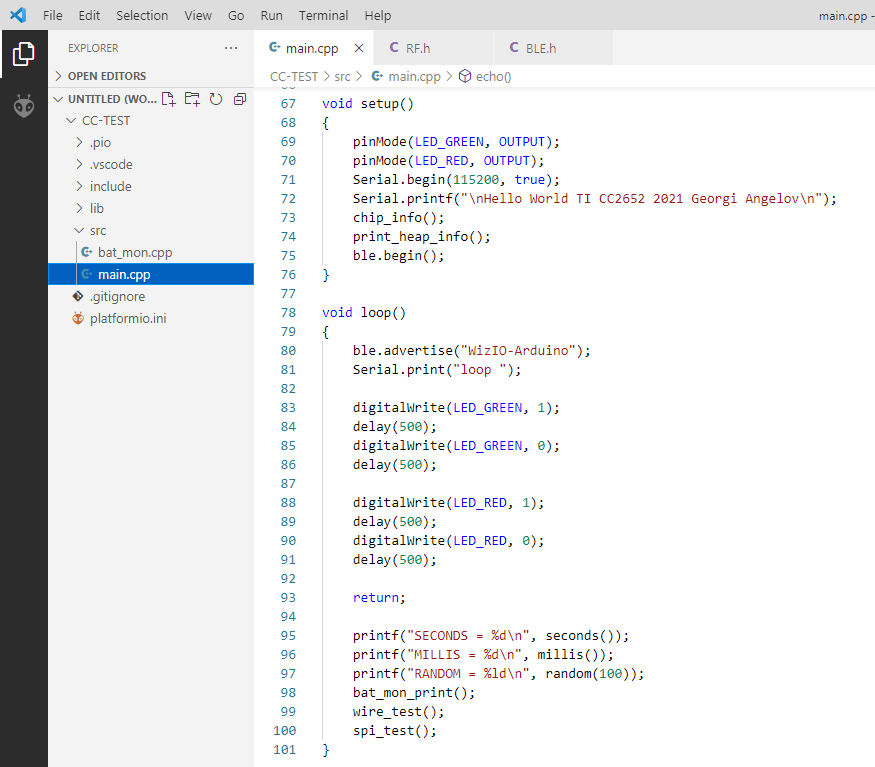 File Edit Selection View Go Run Terminal Help main.cpp -
EXPLORER ...
OPEN EDITORS
UNTITLED (WO...
CC-TEST
.pio
.vscode
include
lib
src
bat_mon.cpp
main.cpp
.gitignore
platformio.ini
main.cpp RF.h BLE.h
CC-TEST > src > main.cpp > echo()
67 void setup()
68 {
69 pinMode(LED_GREEN, OUTPUT);
70 pinMode(LED_RED, OUTPUT);
71 Serial.begin(115200, true);
72 Serial.printf("\nHello World TI CC2652 2021 Georgi Angelov\n");
73 chip_info();
74 print_heap_info();
75 ble.begin();
76 }
77
78 void loop()
79 {
80 ble.advertise("WizIO-Arduino");
81 Serial.print("loop ");
82
83 digitalWrite(LED_GREEN, 1);
84 delay(500);
85 digitalWrite(LED_GREEN, 0);
86 delay(500);
87
88 digitalWrite(LED_RED, 1);
89 delay(500);
90 digitalWrite(LED_RED, 0);
91 delay(500);
92
93 return;
94
95 printf("SECONDS = %d\n", seconds());
96 printf("MILLIS = %d\n", millis());
97 printf("RANDOM = %ld\n", random(100));
98 bat_mon_print();
99 wire_test();
100 spi_test();
101 }